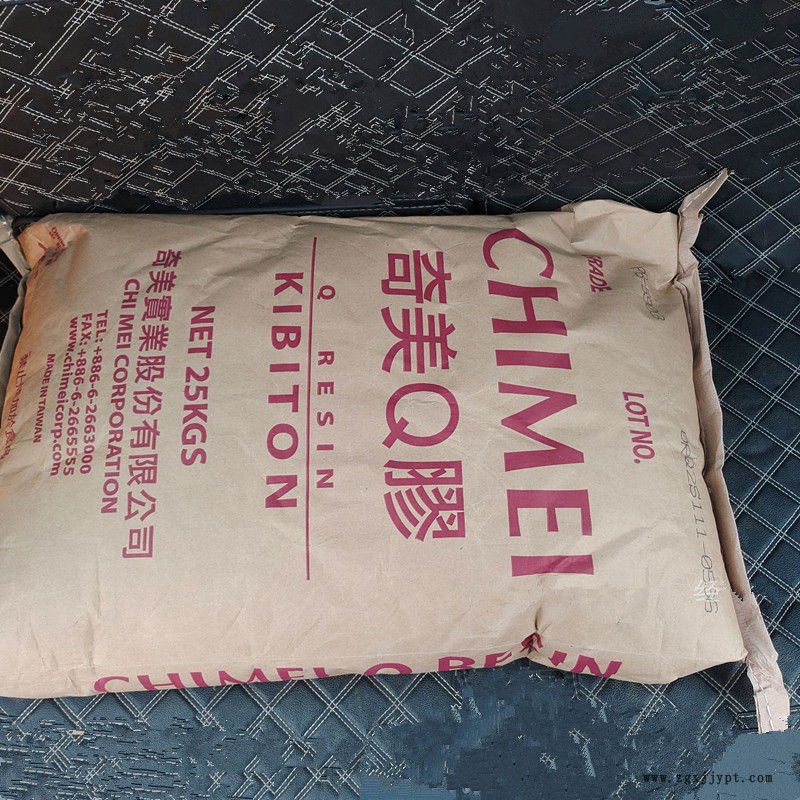 GRADE
LOT NO.
CHIMEI
奇美Q膠
Q RESIN
KIBITON
NET 25KGS
奇美實業股份有限公司
CHI MEI CORPORATION
TEL: +886-6-2663000
FAX: +886-6-2665555
www.chimeicorp.com
MADE IN TAIWAN
CHIMEI Q RESIN
www.zgxjjypt.com